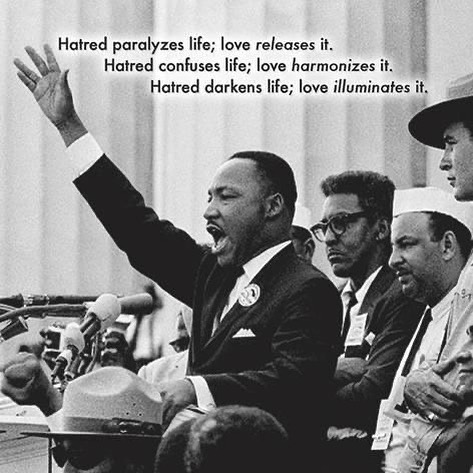 Hatred paralyzes life; love releases it.
Hatred confuses life; love harmonizes it.
Hatred darkens life; love illuminates it.